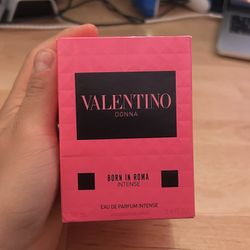 VALENTINO
DONNA
BORN IN ROMA
INTENSE
EAU DE PARFUM INTENSE